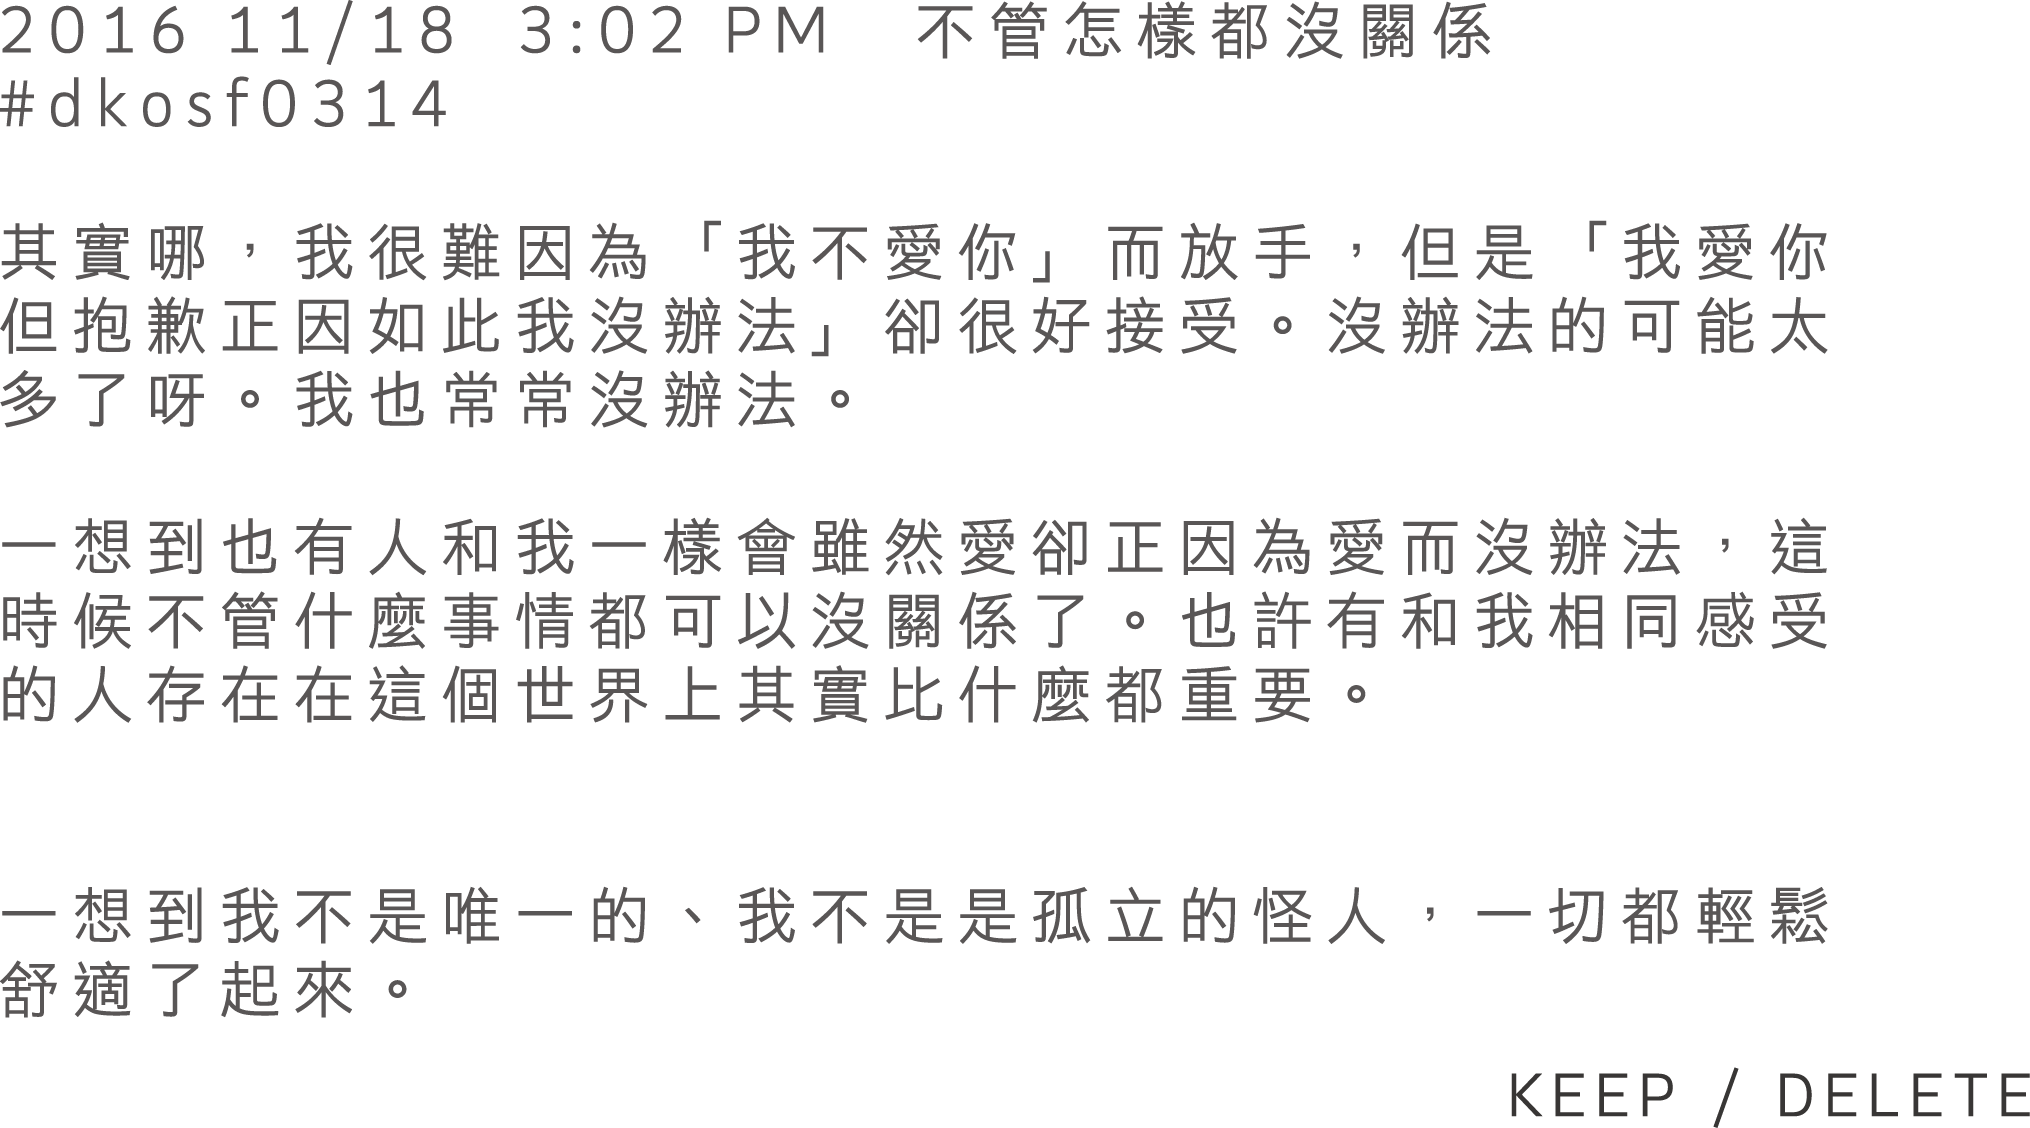 2016 11/18 3:02 PM 不管怎樣都沒關係
#dkosf0314
其實哪，我很難因為「我不愛你」而放手，但是「我愛你
但抱歉正因如此我沒辦法」卻很好接受。沒辦法的可能太
多了呀。我也常常沒辦法。
一想到也有人和我一樣會雖然愛卻正因為愛而沒辦法，這
時候不管什麼事情都可以沒關係了。也許有和我相同感受
的人存在在這個世界上其實比什麼都重要。
一想到我不是唯一的、我不是是孤立的怪人，一切都輕鬆
舒適了起來。
KEEP / DELETE